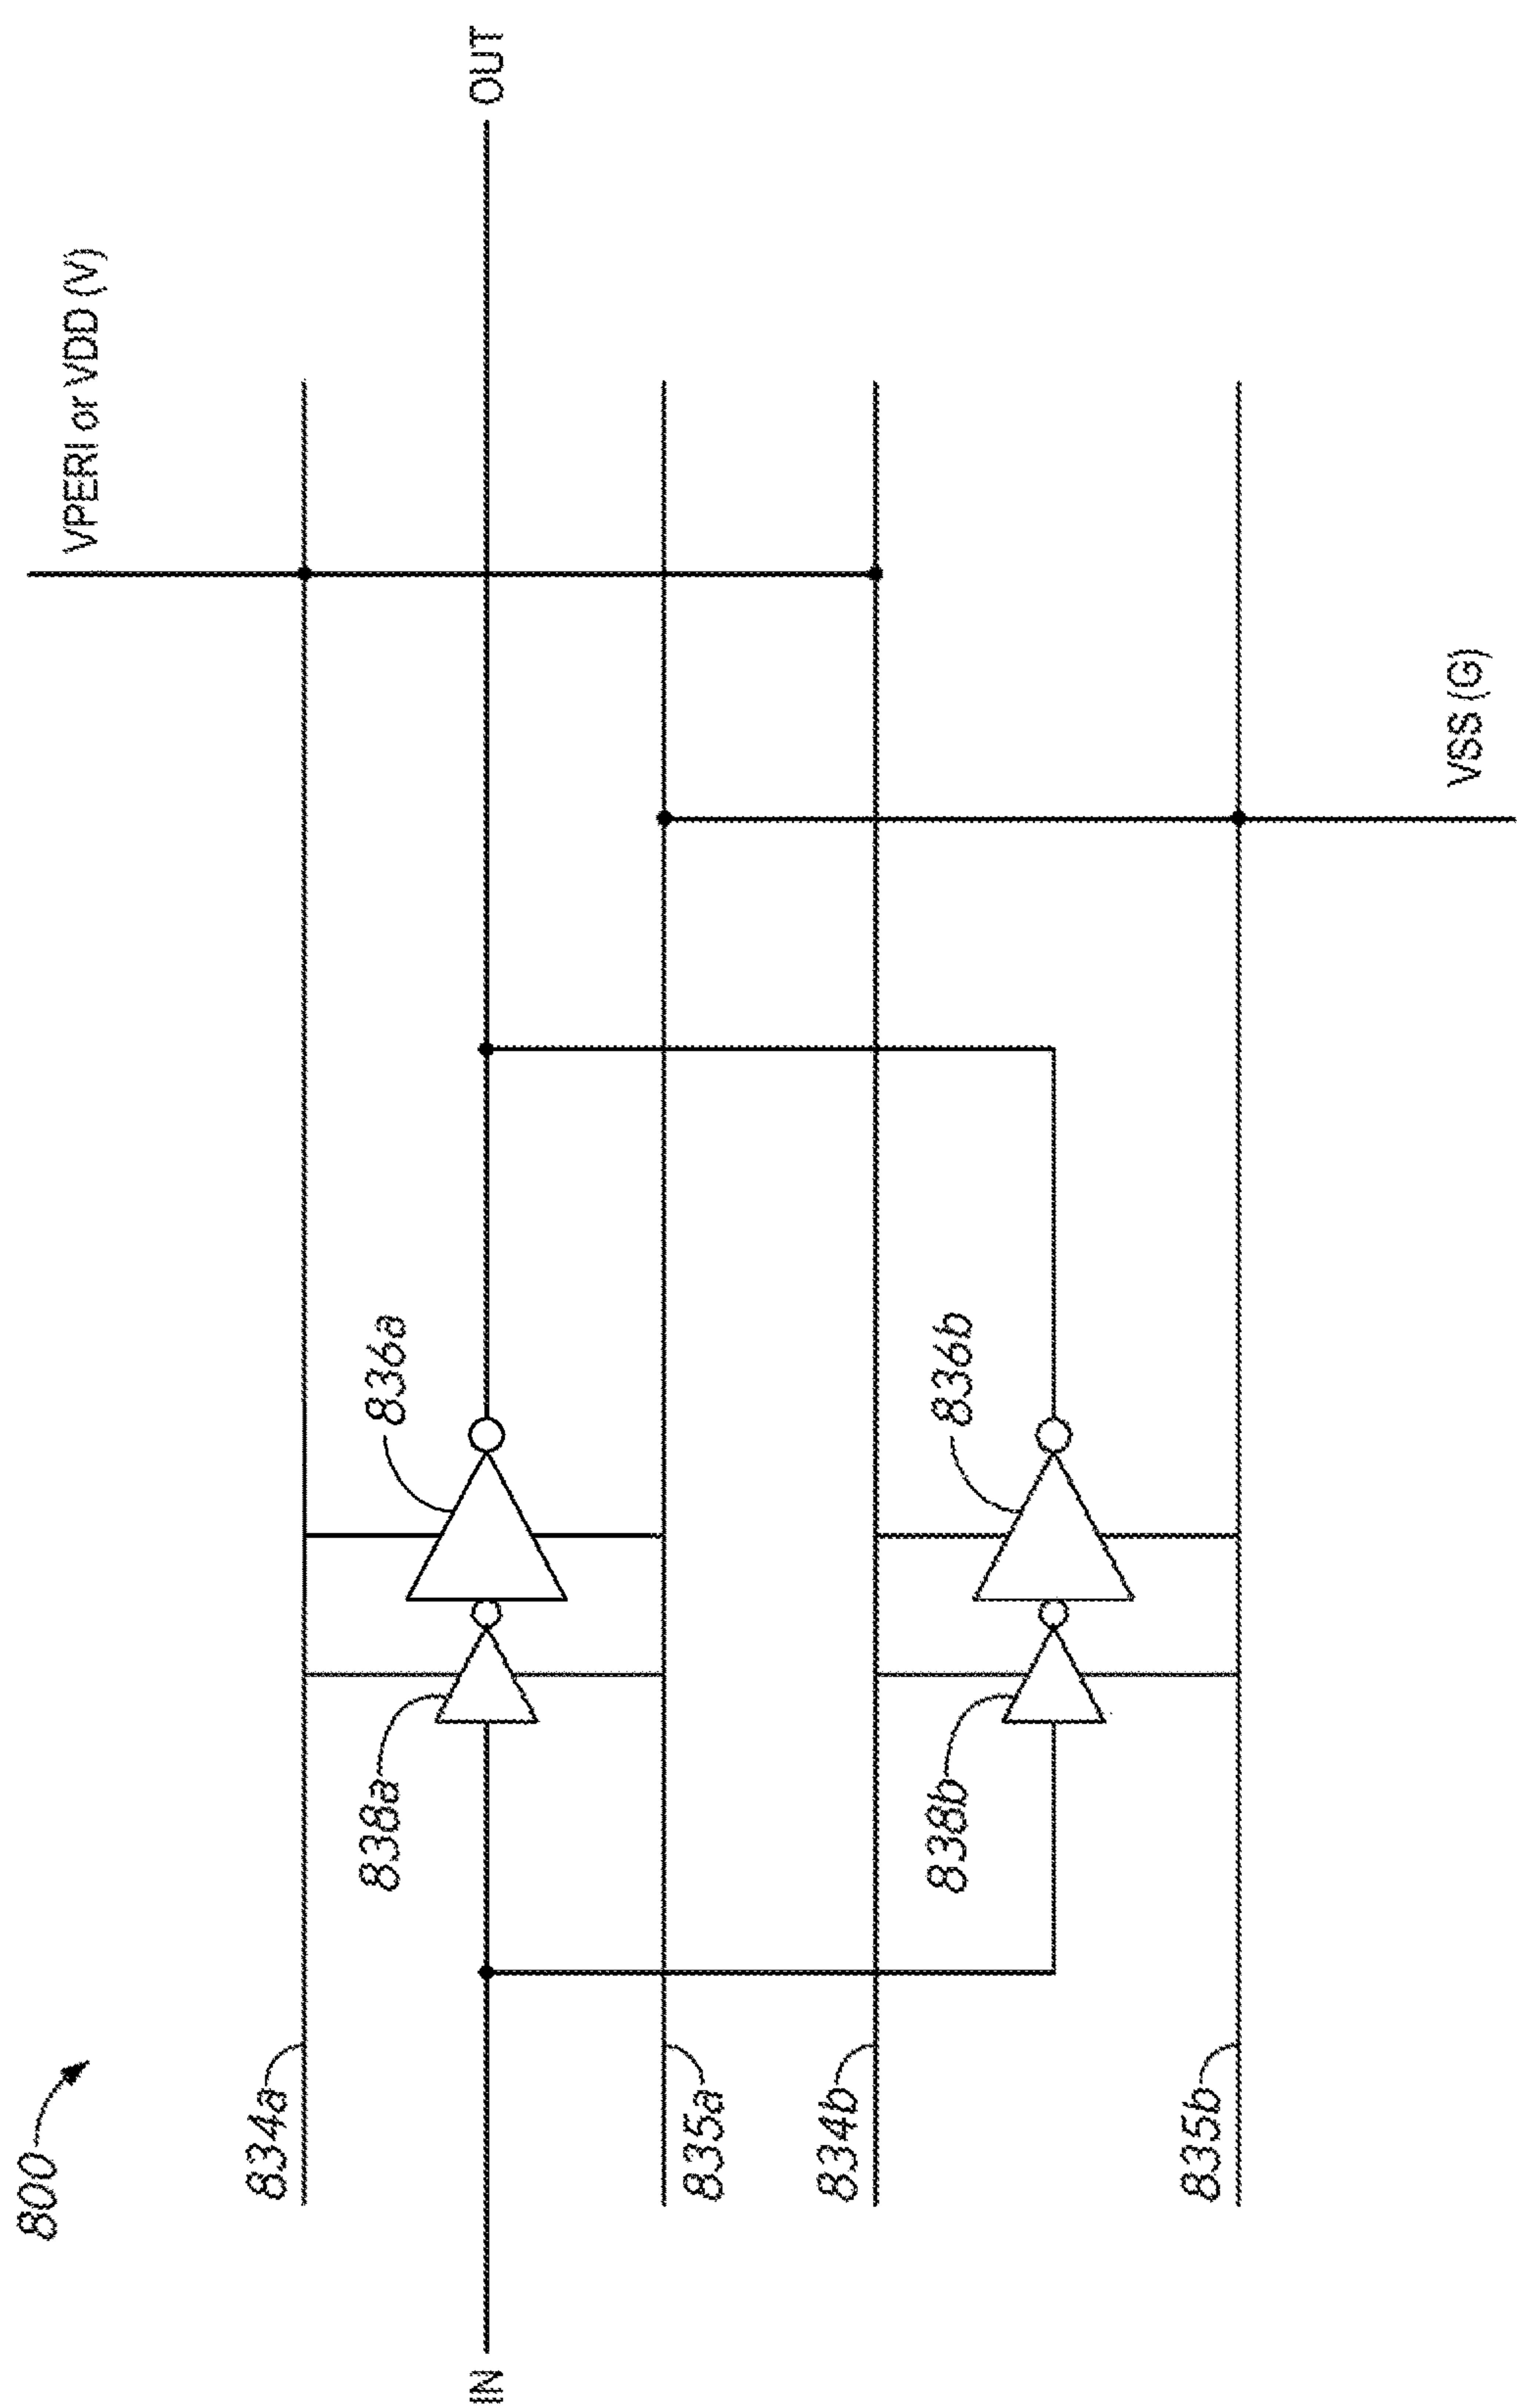 800
VPERI or VDD (V)
834a
838a
836a
IN
OUT
835a
834b
838b
836b
835b
VSS (G)